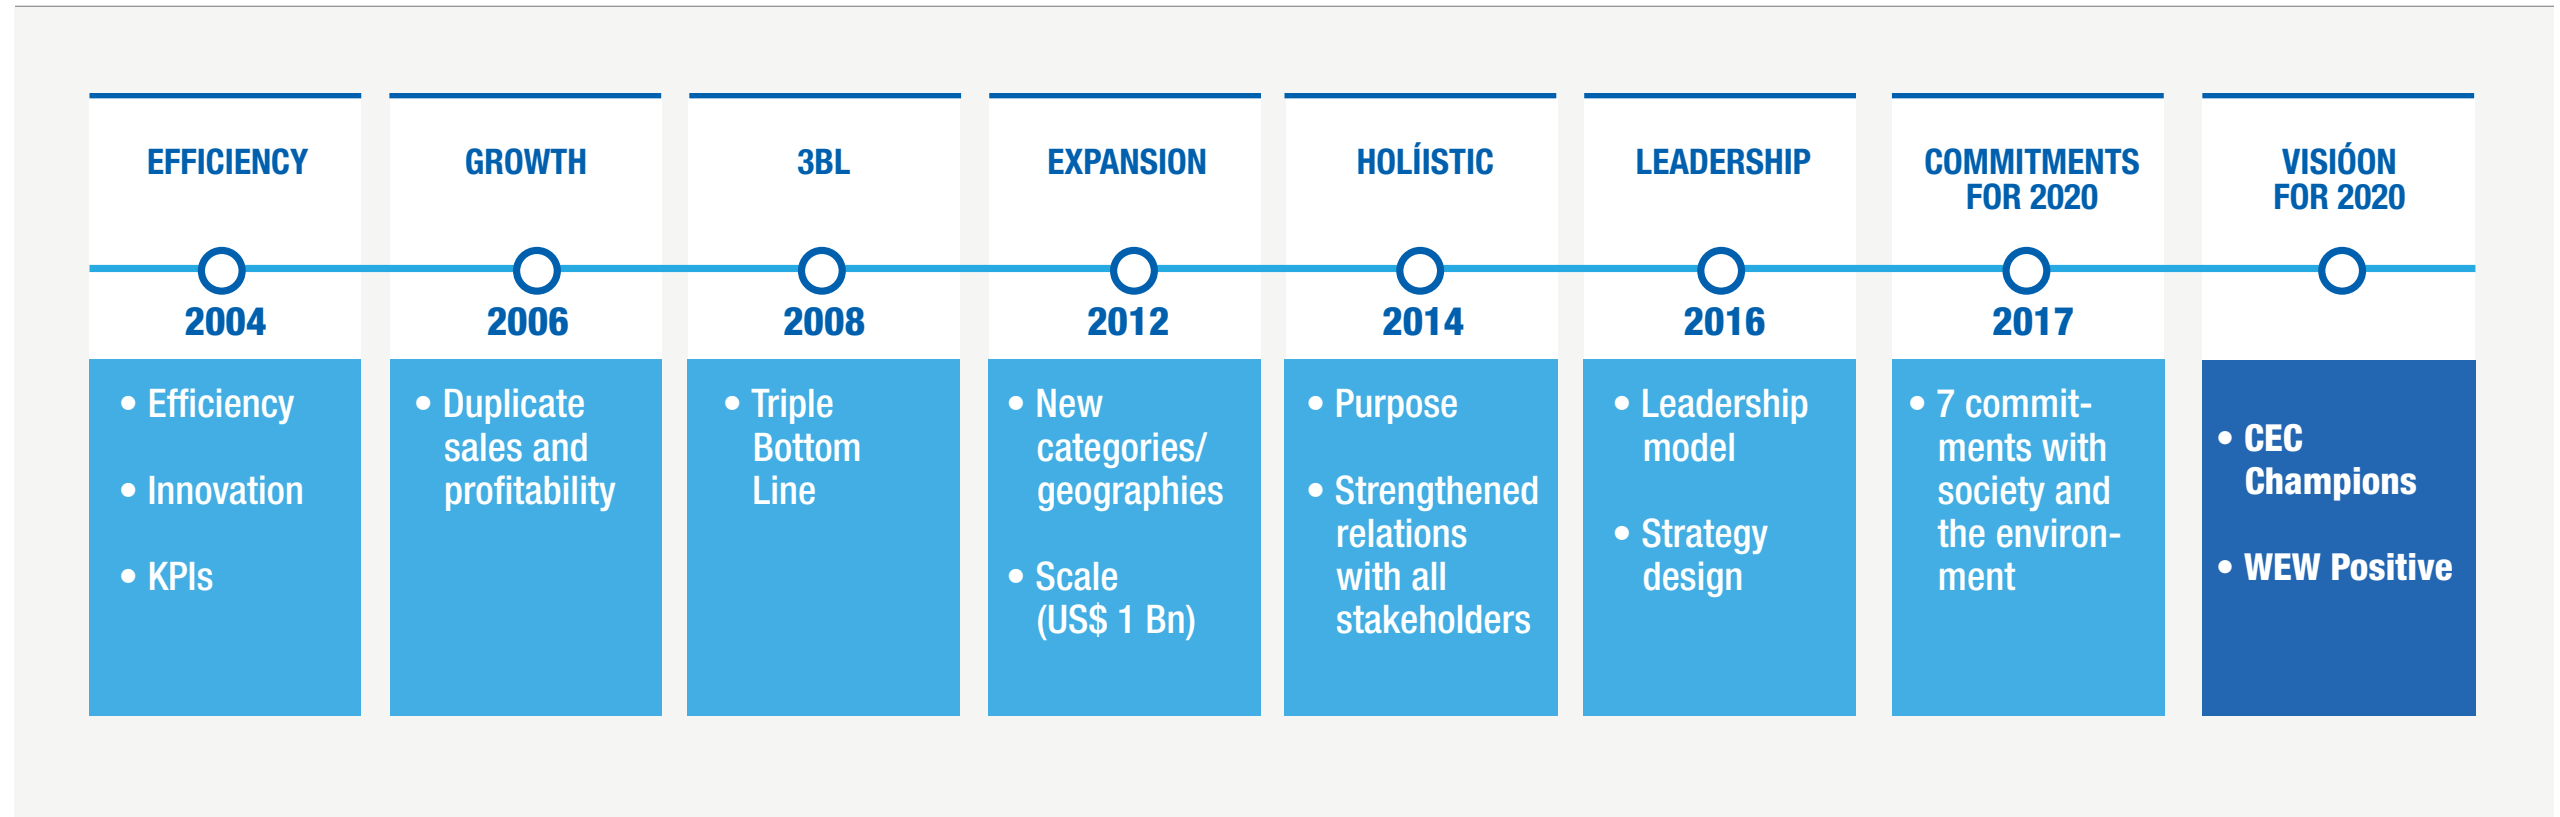 EFFICIENCY
2004
• Efficiency
• Innovation
• KPIs
GROWTH
2006
• Duplicate
sales and
profitability
3BL
2008
• Triple
Bottom
Line
EXPANSION
2012
• New
categories/
geographies
• Scale
(US$ 1 Bn)
HOLÍISTIC
2014
• Purpose
• Strengthened
relations
with all
stakeholders
LEADERSHIP
2016
• Leadership
model
• Strategy
design
COMMITMENTS
FOR 2020
2017
• 7 commit-
ments with
society and
the environ-
ment
VISIÓON
FOR 2020
• CEC
Champions
• WEW Positive